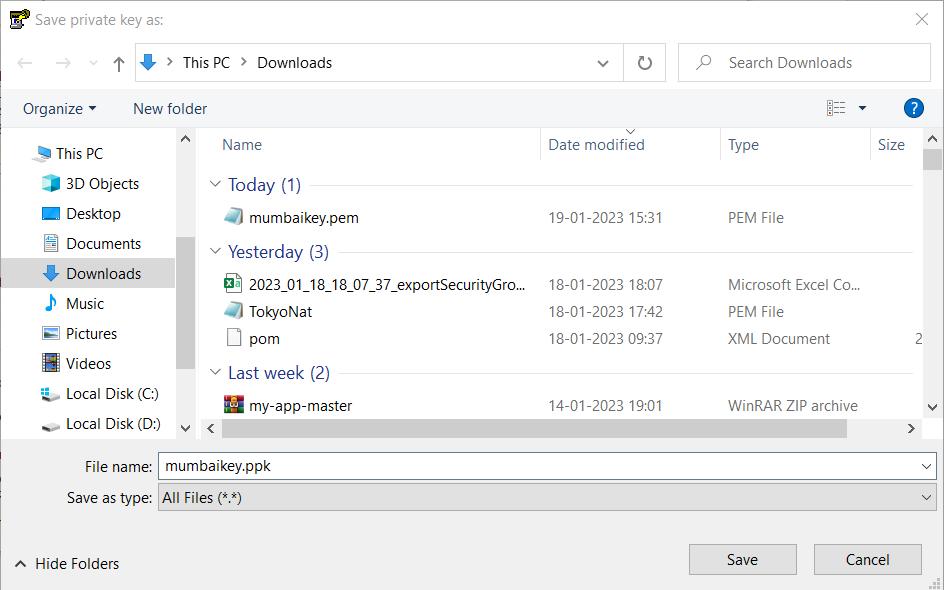 Save private key as:
This PC > Downloads
Search Downloads
Organize
New folder
?
Name
Date modified
Type
Size
This PC
3D Objects
Desktop
Documents
Downloads
Music
Pictures
Videos
Local Disk (C:)
Local Disk (D:)
Today (1)
mumbaikey.pem 19-01-2023 15:31 PEM File
Yesterday (3)
2023_01_18_18_07_37_exportSecurityGro... 18-01-2023 18:07 Microsoft Excel Co...
TokyoNat 18-01-2023 17:42 PEM File
pom 18-01-2023 09:37 XML Document 2
Last week (2)
my-app-master 14-01-2023 19:01 WinRAR ZIP archive
File name: mumbaikey.ppk
Save as type: All Files (*.*)
Hide Folders
Save
Cancel